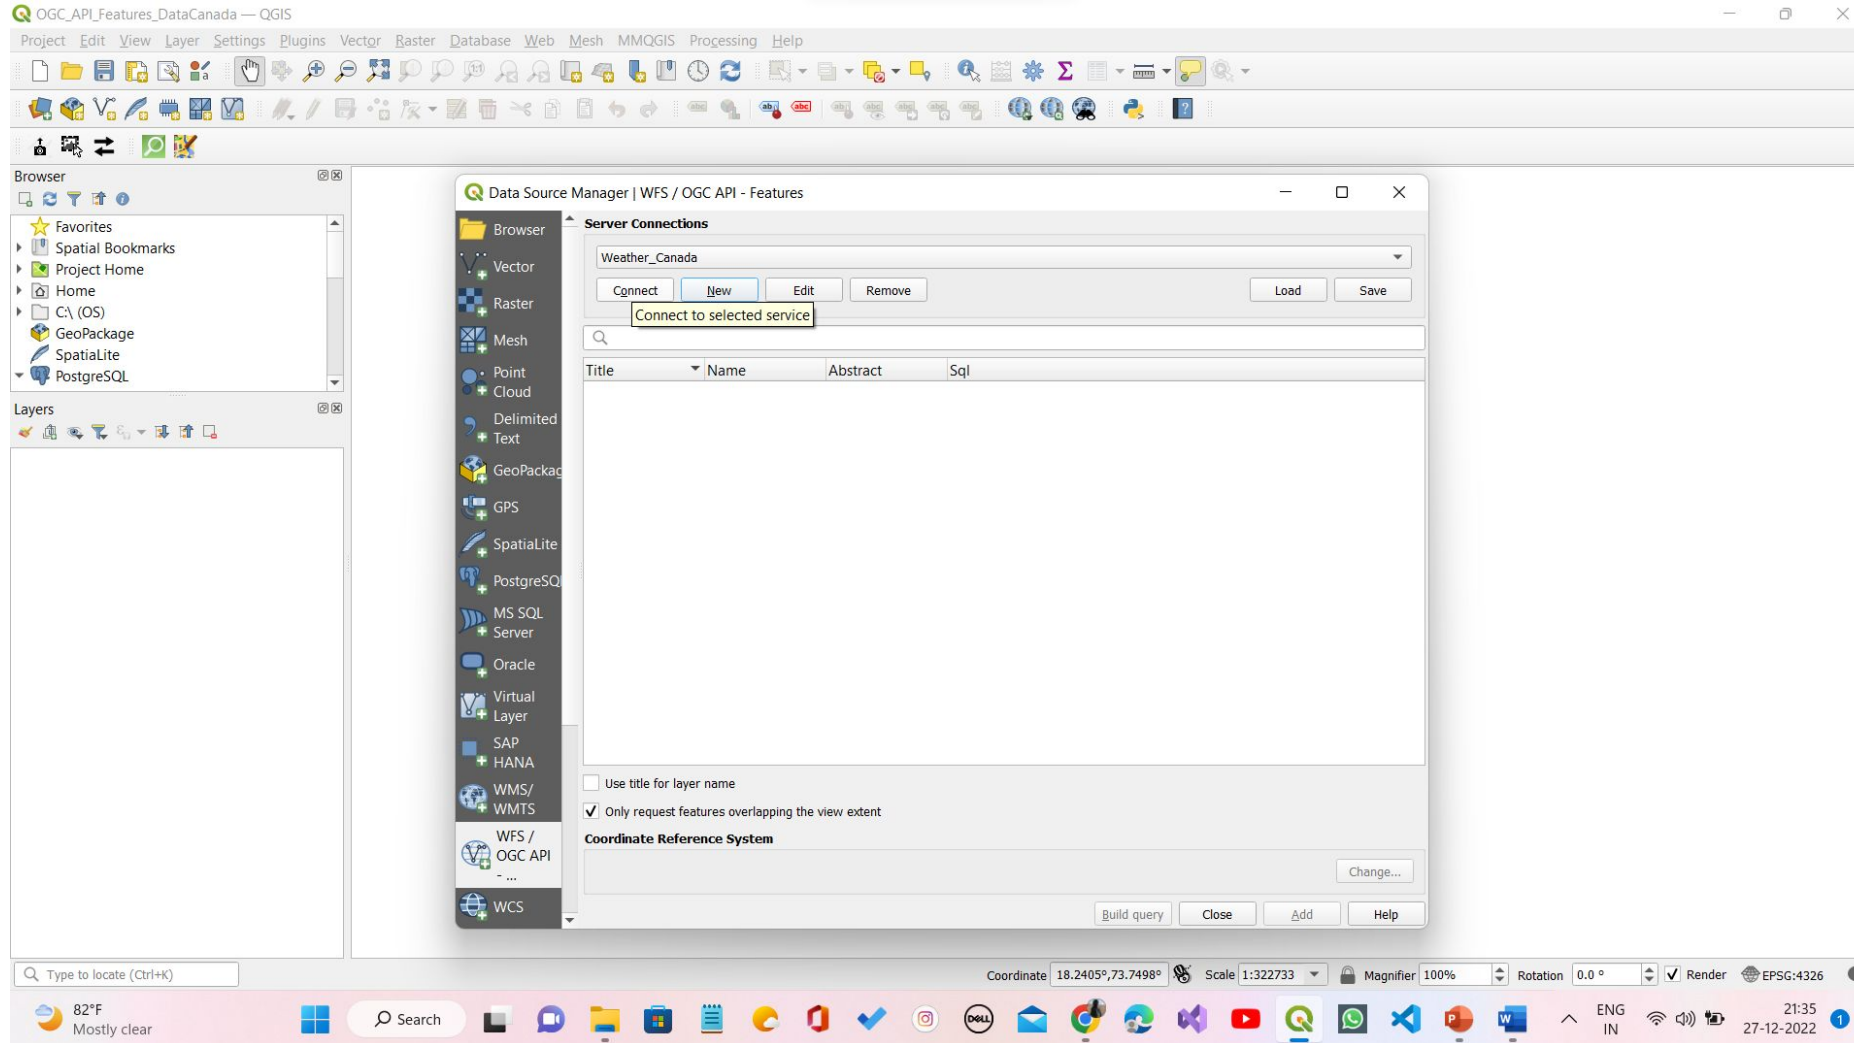 OGC_API_Features_DataCanada — QGIS
Project Edit View Layer Settings Plugins Vector Raster Database Web Mesh MMQGIS Processing Help
Browser
Favorites
Spatial Bookmarks
Project Home
Home
C:\ (OS)
GeoPackage
SpatiaLite
PostgreSQL
Layers
Data Source Manager | WFS / OGC API - Features
Browser
Vector
Raster
Mesh
Point
Cloud
Delimited
Text
GeoPackag
GPS
SpatiaLite
PostgreSQ
MS SQL
Server
Oracle
Virtual
Layer
SAP
HANA
WMS/
WMTS
WFS /
OGC API
- ...
WCS
Server Connections
Weather_Canada
Connect New Edit Remove Load Save
Connect to selected service
Title Name Abstract Sql
Use title for layer name
Only request features overlapping the view extent
Coordinate Reference System
Change...
Build query Close Add Help
Type to locate (Ctrl+K) Coordinate 18.2405°,73.7498° Scale 1:322733 Magnifier 100% Rotation 0.0 ° Render EPSG:4326
82°F
Mostly clear
Search
DELL
ENG
IN
21:35
27-12-2022
1